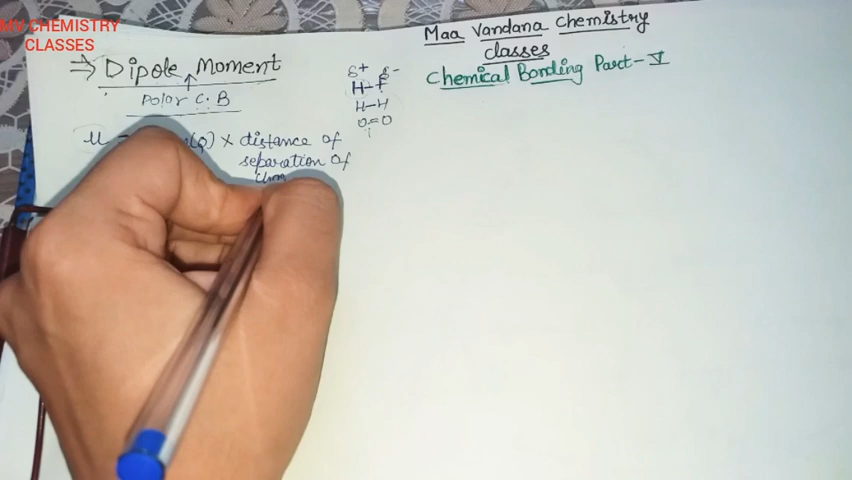 MY CHEMISTRY
CLASSES
Maa Vandana Chemistry
classes
Chemical Bonding Part-V
⇒ Dipole Moment
Polar C.B
δ+ δ-
H-F
H-H
O=O
μ = (q) × distance of
separation of